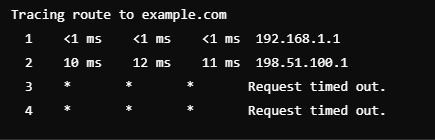 Tracing route to example.com
1 <1 ms <1 ms <1 ms 192.168.1.1
2 10 ms 12 ms 11 ms 198.51.100.1
3 * * * Request timed out.
4 * * * Request timed out.